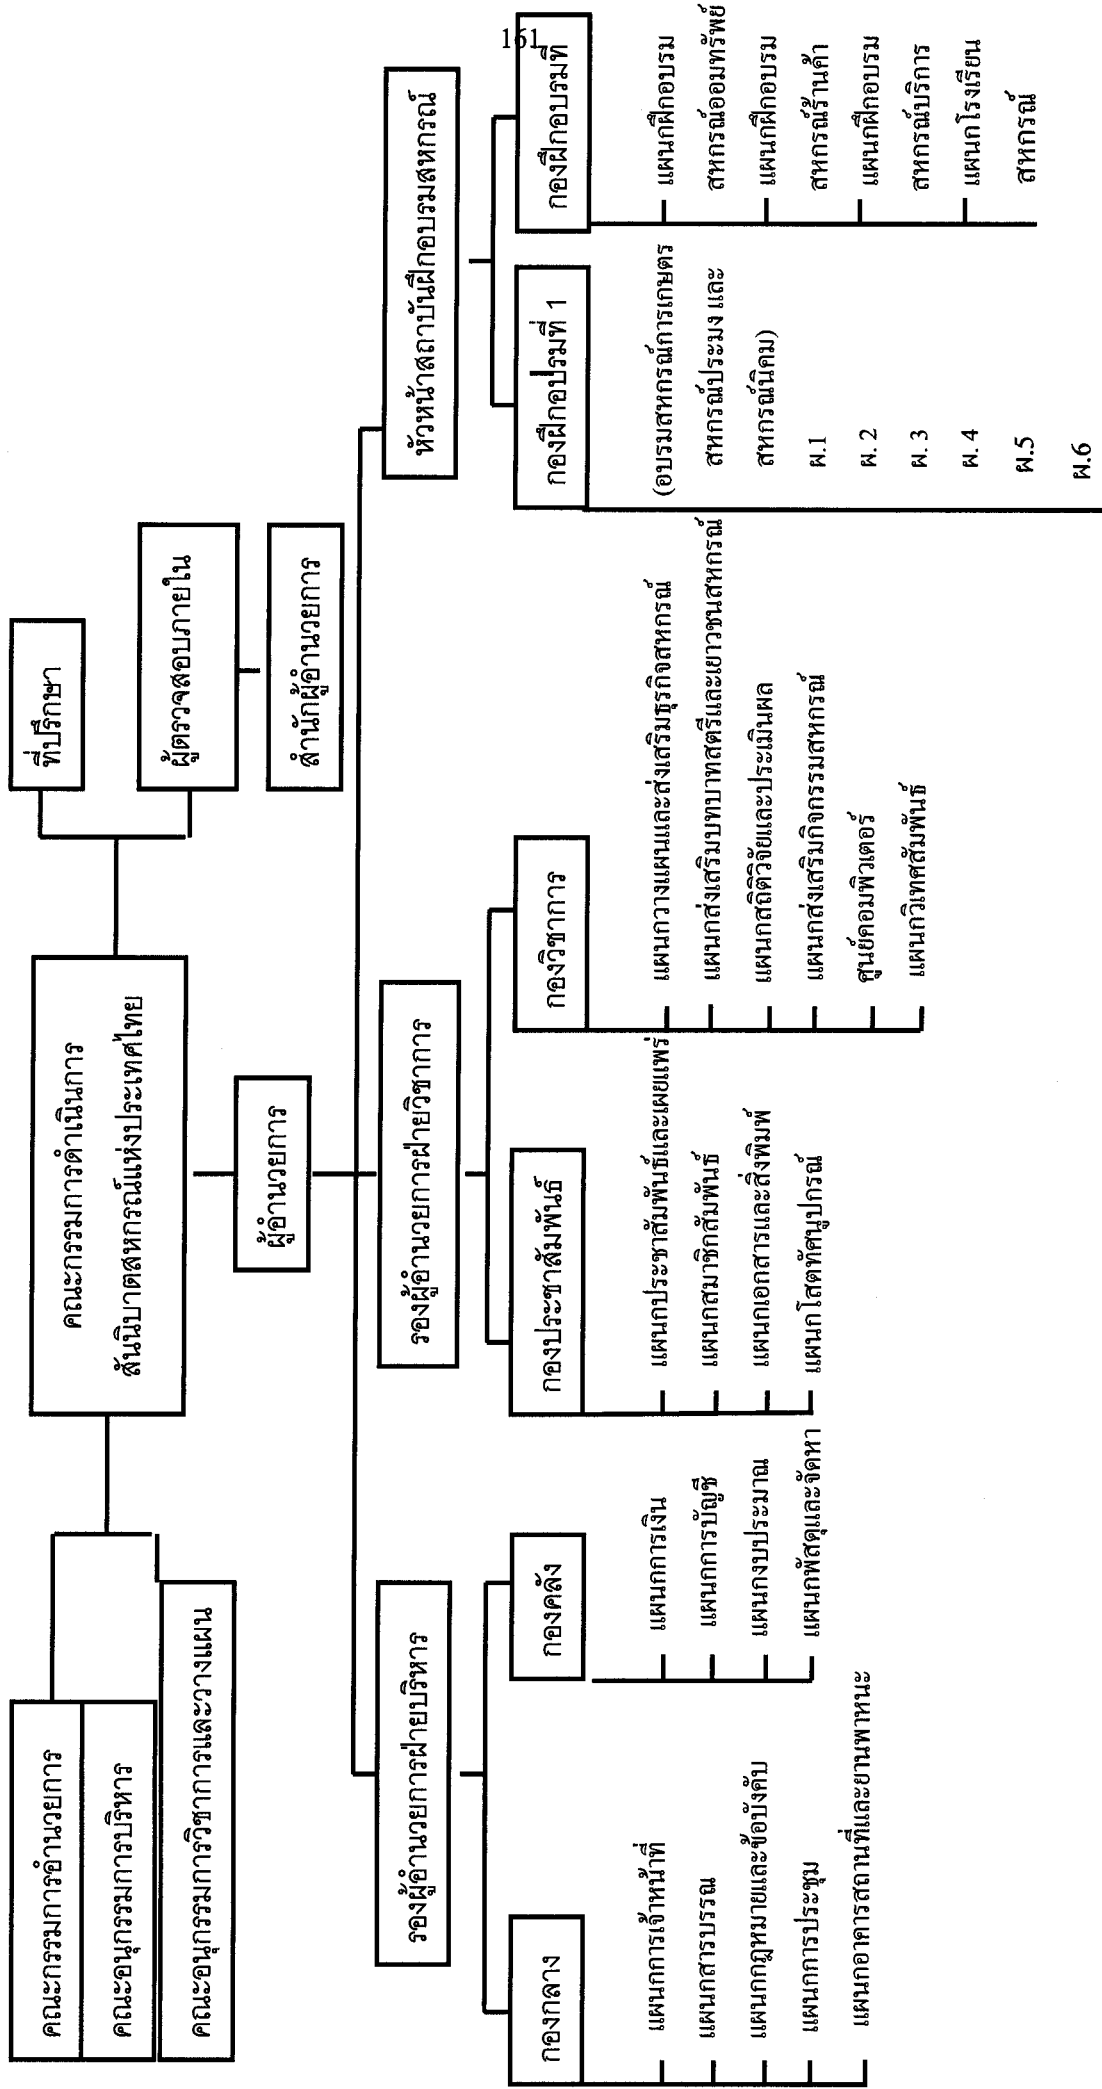 161
คณะกรรมการอำนวยการ
คณะอนุกรรมการบริหาร
คณะอนุกรรมการวิชาการและวางแผน
คณะกรรมการดำเนินการ
สันนิบาตสหกรณ์แห่งประเทศไทย
ที่ปรึกษา
ผู้ตรวจสอบภายใน
สำนักผู้อำนวยการ
ผู้อำนวยการ
รองผู้อำนวยการฝ่ายบริหาร
รองผู้อำนวยการฝ่ายวิชาการ
หัวหน้าสถาบันฝึกอบรมสหกรณ์
กองกลาง
แผนกการเจ้าหน้าที่
แผนกสารบรรณ
แผนกกฎหมายและข้อบังคับ
แผนกการประชุม
แผนกอาคารสถานที่และยานพาหนะ
กองคลัง
แผนกการเงิน
แผนกการบัญชี
แผนกงบประมาณ
แผนกพัสดุและจัดหา
กองประชาสัมพันธ์
แผนกประชาสัมพันธ์และเผยแพร่
แผนกสมาชิกสัมพันธ์
แผนกเอกสารและสิ่งพิมพ์
แผนกโสตทัศนูปกรณ์
กองวิชาการ
แผนกวางแผนและส่งเสริมธุรกิจสหกรณ์
แผนกส่งเสริมบทบาทสตรีและเยาวชนสหกรณ์
แผนกสถิติวิจัยและประเมินผล
แผนกส่งเสริมกิจกรรมสหกรณ์
ศูนย์คอมพิวเตอร์
แผนกวิเทศสัมพันธ์
กองฝึกอบรมที่ 1
(อบรมสหกรณ์การเกษตร
สหกรณ์ประมง และ
สหกรณ์นิคม)
ผ.1
ผ. 2
ผ. 3
ผ. 4
ผ.5
ผ.6
กองฝึกอบรมที่
แผนกฝึกอบรม
สหกรณ์ออมทรัพย์
แผนกฝึกอบรม
สหกรณ์ร้านค้า
แผนกฝึกอบรม
สหกรณ์บริการ
แผนกโรงเรียน
สหกรณ์